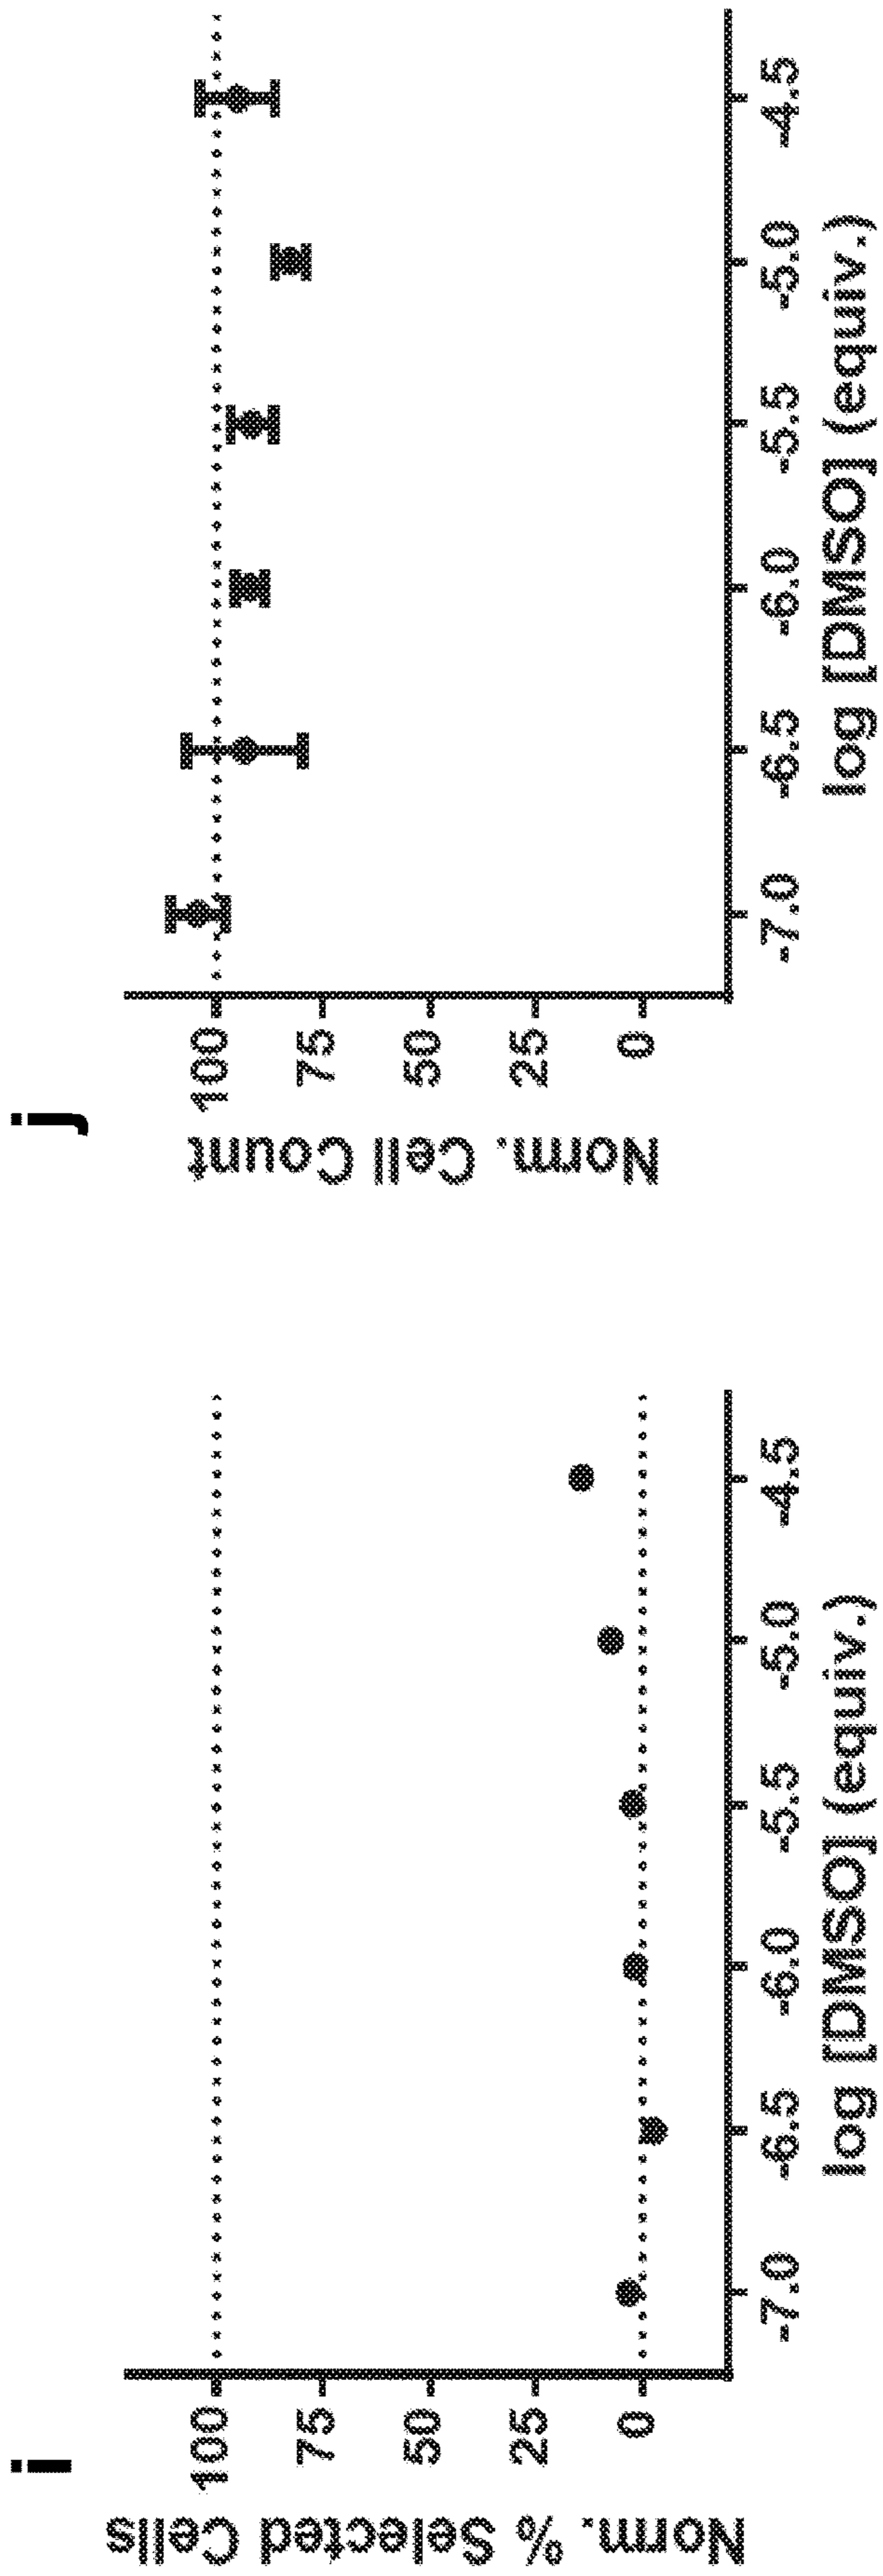 i
Norm. % Selected Cells
100
75
50
25
0
-7.0 -6.5 -6.0 -5.5 -5.0 -4.5
log [DMSO] (equiv.)
j
Norm. Cell Count
100
75
50
25
0
-7.0 -6.5 -6.0 -5.5 -5.0 -4.5
log [DMSO] (equiv.)